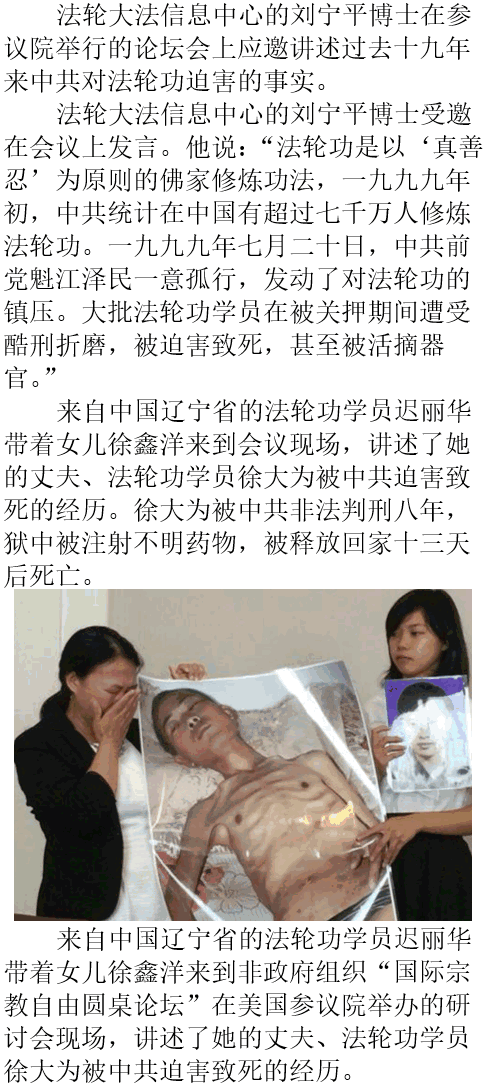 法轮大法信息中心的刘宁平博士在参
议院举行的论坛会上应邀讲述过去十九年
来中共对法轮功迫害的事实。
法轮大法信息中心的刘宁平博士受邀
在会议上发言。他说：“法轮功是以‘真善
忍’为原则的佛家修炼功法，一九九九年
初，中共统计在中国有超过七千万人修炼
法轮功。一九九九年七月二十日，中共前
党魁江泽民一意孤行，发动了对法轮功的
镇压。大批法轮功学员在被关押期间遭受
酷刑折磨，被迫害致死，甚至被活摘器
官。”
来自中国辽宁省的法轮功学员迟丽华
带着女儿徐鑫洋来到会议现场，讲述了她
的丈夫、法轮功学员徐大为被中共迫害致
死的经历。徐大为被中共非法判刑八年，
狱中被注射不明药物，被释放回家十三天
后死亡。
来自中国辽宁省的法轮功学员迟丽华
带着女儿徐鑫洋来到非政府组织“国际宗
教自由圆桌论坛”在美国参议院举办的研
讨会现场，讲述了她的丈夫、法轮功学员
徐大为被中共迫害致死的经历。